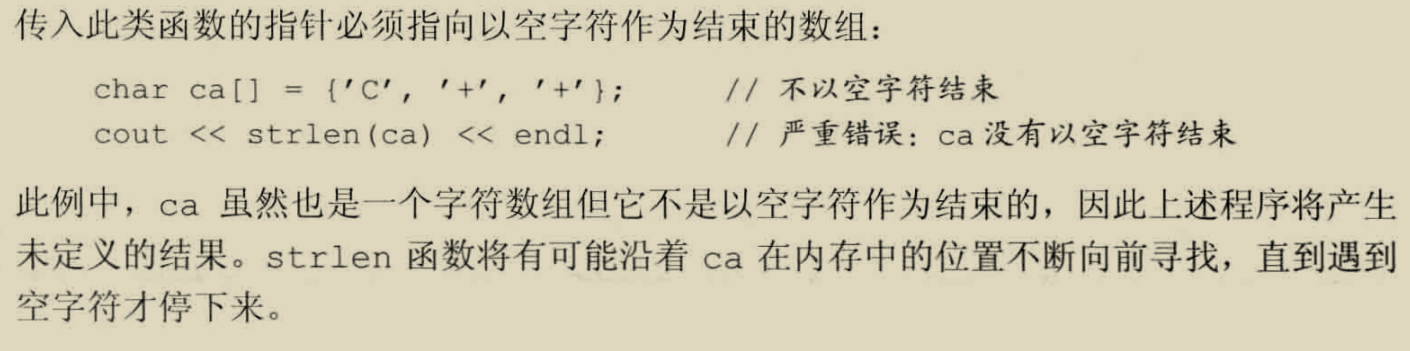 传入此类函数的指针必须指向以空字符作为结束的数组：
char ca[] = {'C', '+', '+'}; // 不以空字符结束
cout << strlen(ca) << endl; // 严重错误：ca没有以空字符结束
此例中，ca 虽然也是一个字符数组但它不是以空字符作为结束的，因此上述程序将产生
未定义的结果。strlen 函数将有可能沿着 ca 在内存中的位置不断向前寻找，直到遇到
空字符才停下来。